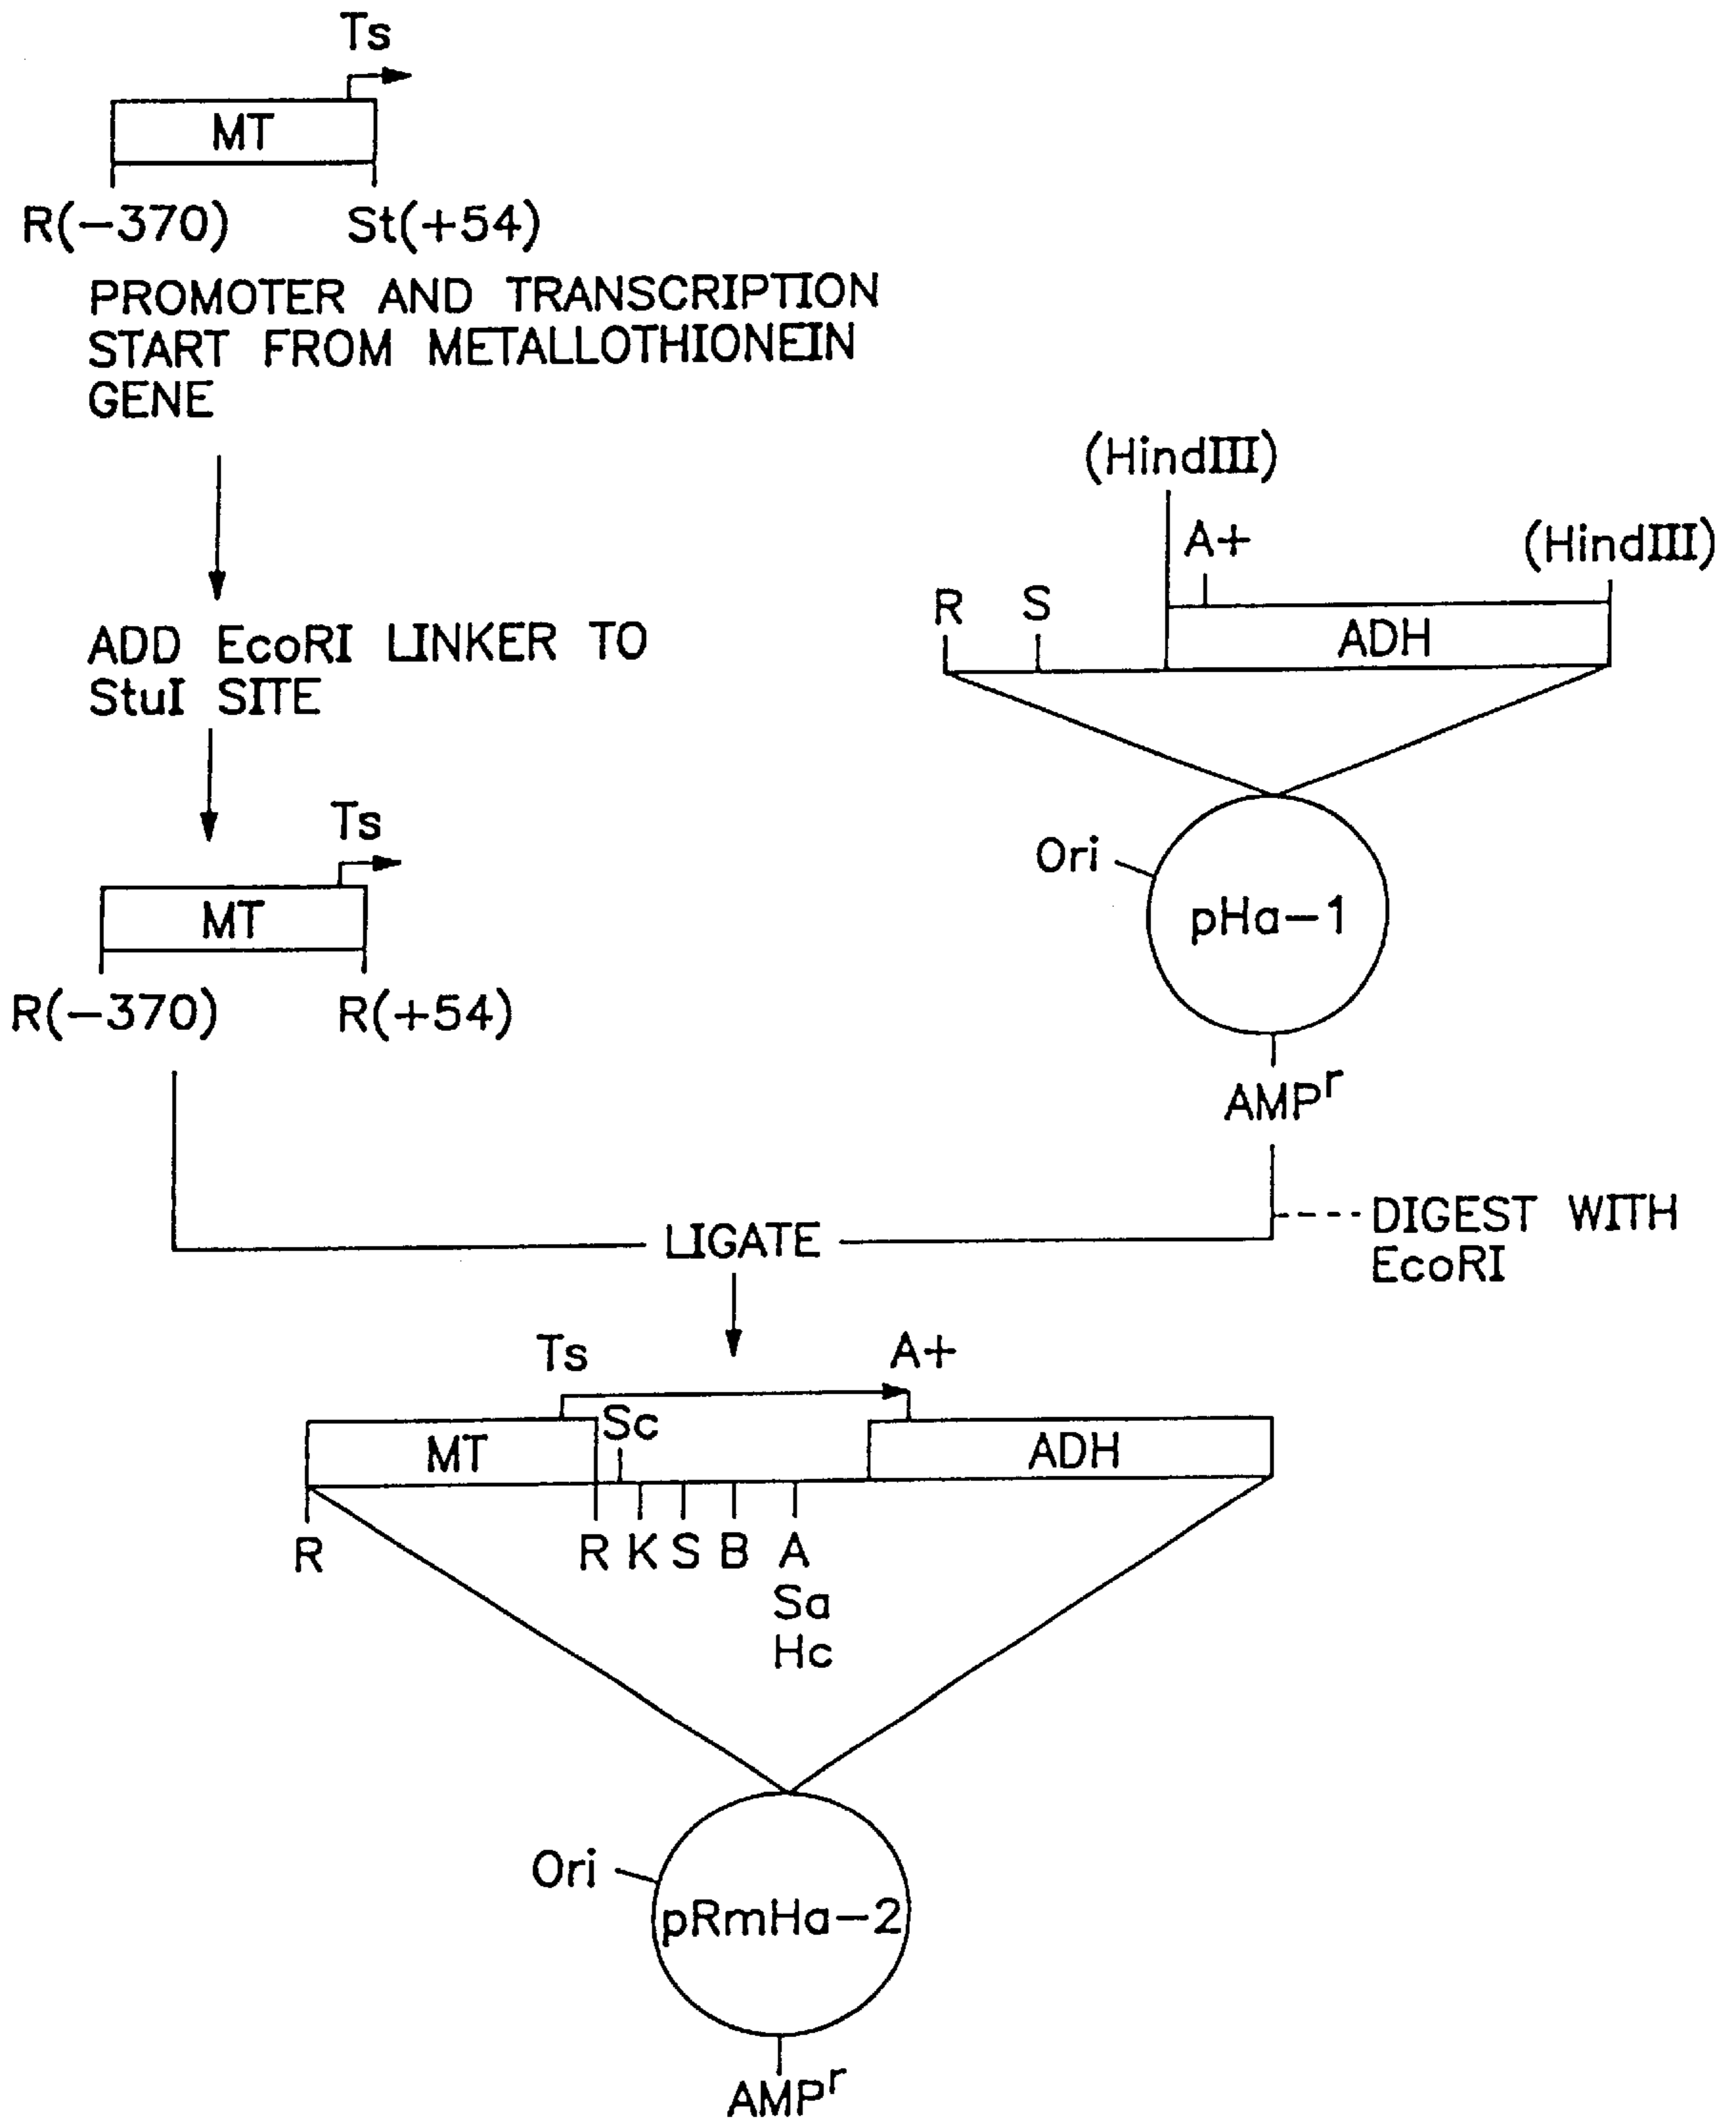 Ts
MT
R(-370)
St(+54)
PROMOTER AND TRANSCRIPTION
START FROM METALLOTHIONEIN
GENE
ADD EcoRI LINKER TO
StuI SITE
Ts
MT
R(-370)
R(+54)
(HindIII)
A+
(HindIII)
R
S
ADH
Ori
pHa-1
AMPr
DIGEST WITH
EcoRI
LIGATE
Ts
A+
Sc
MT
ADH
R
R K S B A
Sa
Hc
Ori
pRmHa-2
AMPr